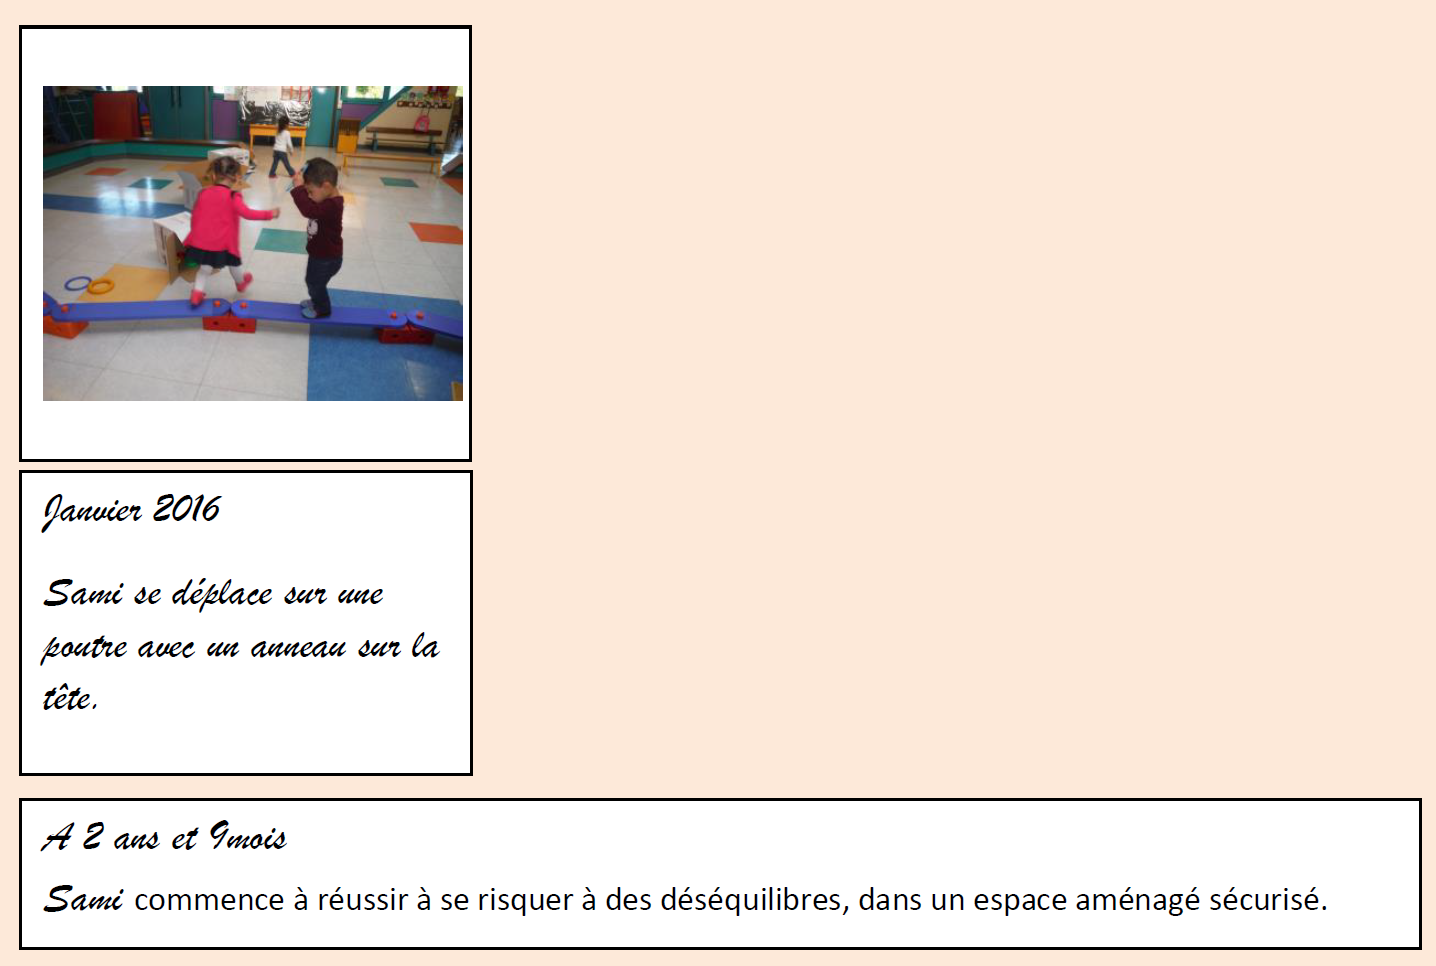 Janvier 2016
Sami se déplace sur une
poutre avec un anneau sur la
tête.
A 2 ans et 9mois
Sami commence à réussir à se risquer à des déséquilibres, dans un espace aménagé sécurisé.